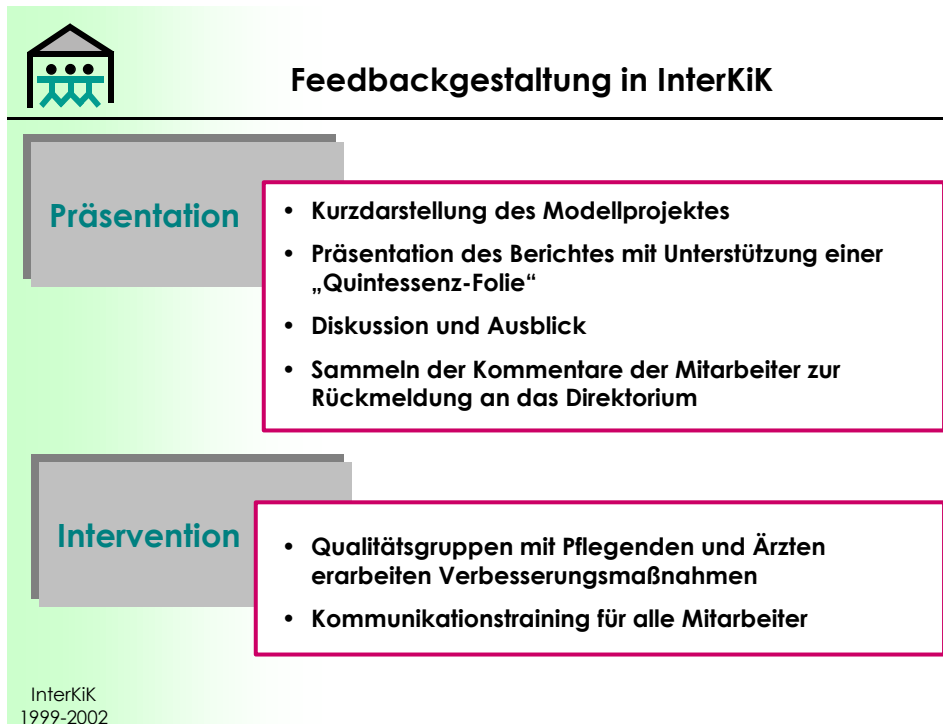 Feedbackgestaltung in InterKiK
Präsentation
• Kurzdarstellung des Modellprojektes
• Präsentation des Berichtes mit Unterstützung einer
„Quintessenz-Folie“
• Diskussion und Ausblick
• Sammeln der Kommentare der Mitarbeiter zur
Rückmeldung an das Direktorium
Intervention
• Qualitätsgruppen mit Pflegenden und Ärzten
erarbeiten Verbesserungsmaßnahmen
• Kommunikationstraining für alle Mitarbeiter
InterKiK
1999-2002